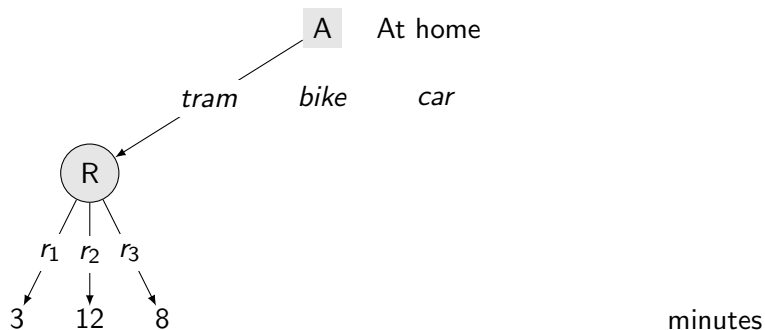 A At home
tram bike car
R
r₁ r₂ r₃
3 12 8 minutes